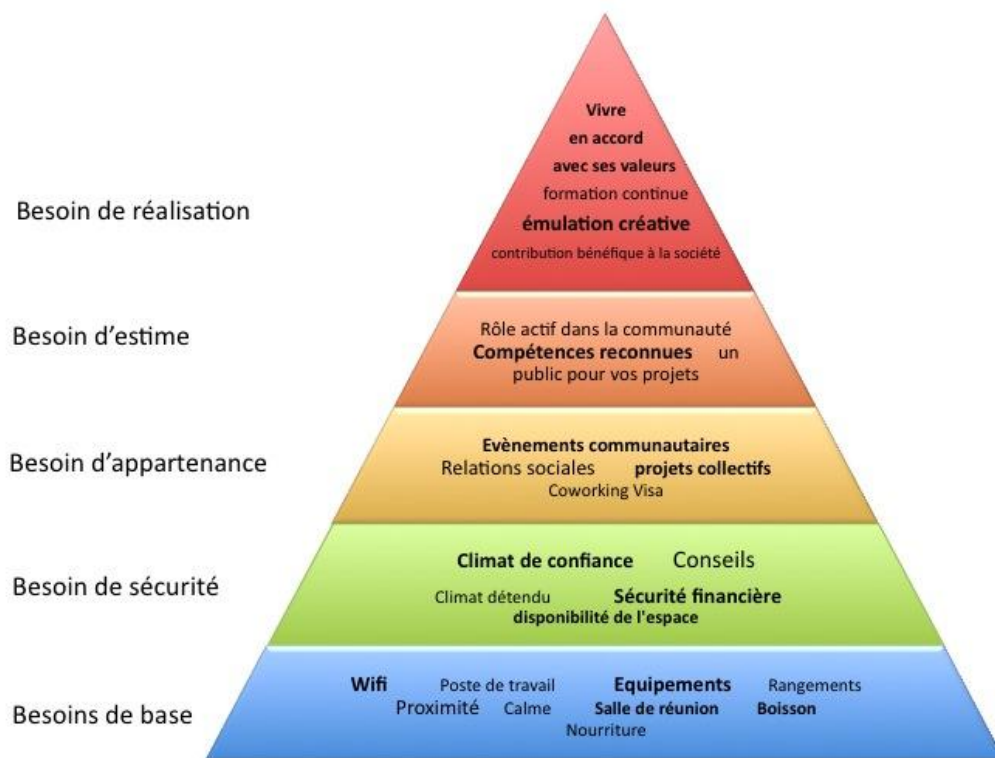 Vivre
en accord
avec ses valeurs
formation continue
émulation créative
contribution bénéfique à la société
Besoin de réalisation
Rôle actif dans la communauté
Besoin d'estime
Compétences reconnues un
public pour vos projets
Evènements communautaires
Besoin d'appartenance
Relations sociales projets collectifs
Coworking Visa
Climat de confiance Conseils
Besoin de sécurité
Climat détendu Sécurité financière
disponibilité de l'espace
Wifi Poste de travail Equipements Rangements
Besoins de base
Proximité Calme Salle de réunion Boisson
Nourriture